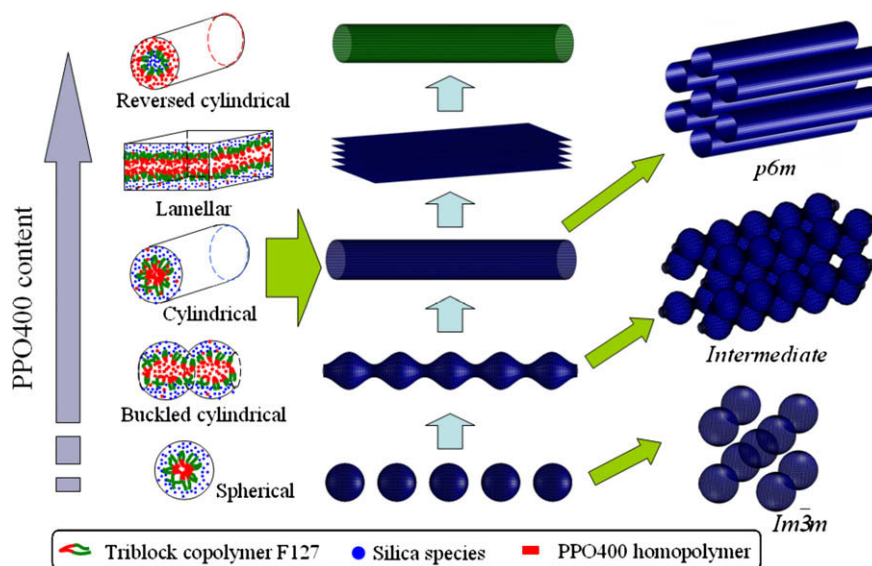 PPO400 content
Reversed cylindrical
Lamellar
Cylindrical
Buckled cylindrical
Spherical
p6m
Intermediate
Im3̅m
Triblock copolymer F127
Silica species
PPO400 homopolymer